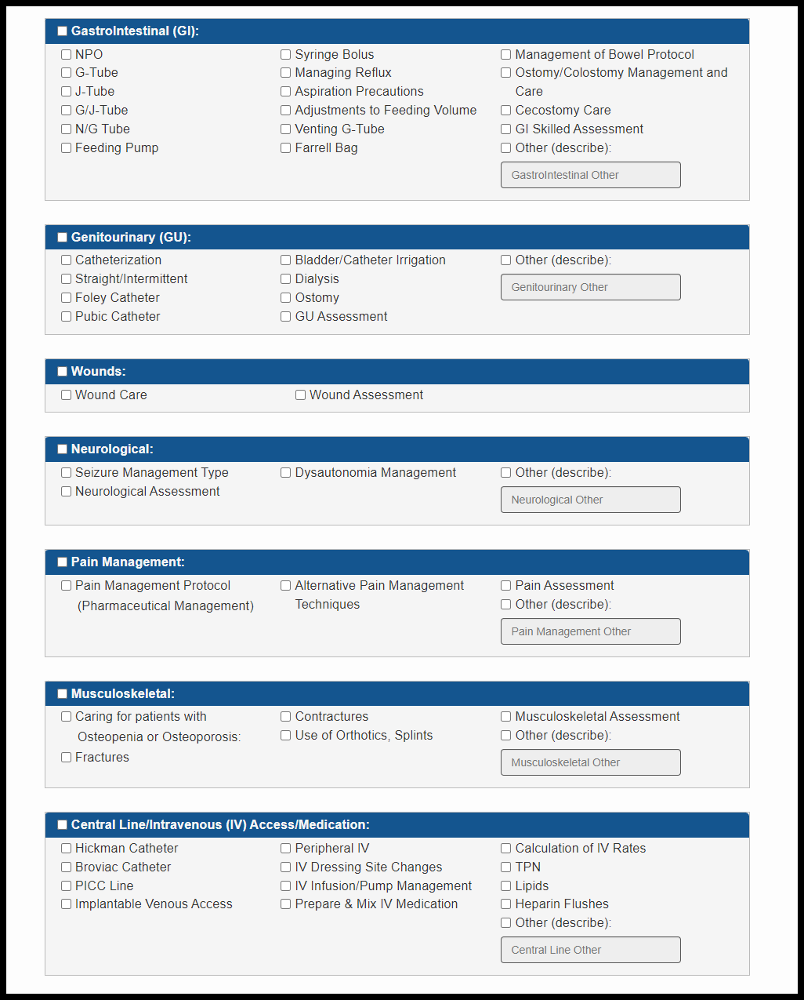 GastroIntestinal (GI):
NPO
G-Tube
J-Tube
G/J-Tube
N/G Tube
Feeding Pump
Syringe Bolus
Managing Reflux
Aspiration Precautions
Adjustments to Feeding Volume
Venting G-Tube
Farrell Bag
Management of Bowel Protocol
Ostomy/Colostomy Management and
Care
Cecostomy Care
GI Skilled Assessment
Other (describe):
GastroIntestinal Other
Genitourinary (GU):
Catheterization
Straight/Intermittent
Foley Catheter
Pubic Catheter
Bladder/Catheter Irrigation
Dialysis
Ostomy
GU Assessment
Other (describe):
Genitourinary Other
Wounds:
Wound Care
Wound Assessment
Neurological:
Seizure Management Type
Neurological Assessment
Dysautonomia Management
Other (describe):
Neurological Other
Pain Management:
Pain Management Protocol
(Pharmaceutical Management)
Alternative Pain Management
Techniques
Pain Assessment
Other (describe):
Pain Management Other
Musculoskeletal:
Caring for patients with
Osteopenia or Osteoporosis:
Fractures
Contractures
Use of Orthotics, Splints
Musculoskeletal Assessment
Other (describe):
Musculoskeletal Other
Central Line/Intravenous (IV) Access/Medication:
Hickman Catheter
Broviac Catheter
PICC Line
Implantable Venous Access
Peripheral IV
IV Dressing Site Changes
IV Infusion/Pump Management
Prepare & Mix IV Medication
Calculation of IV Rates
TPN
Lipids
Heparin Flushes
Other (describe):
Central Line Other